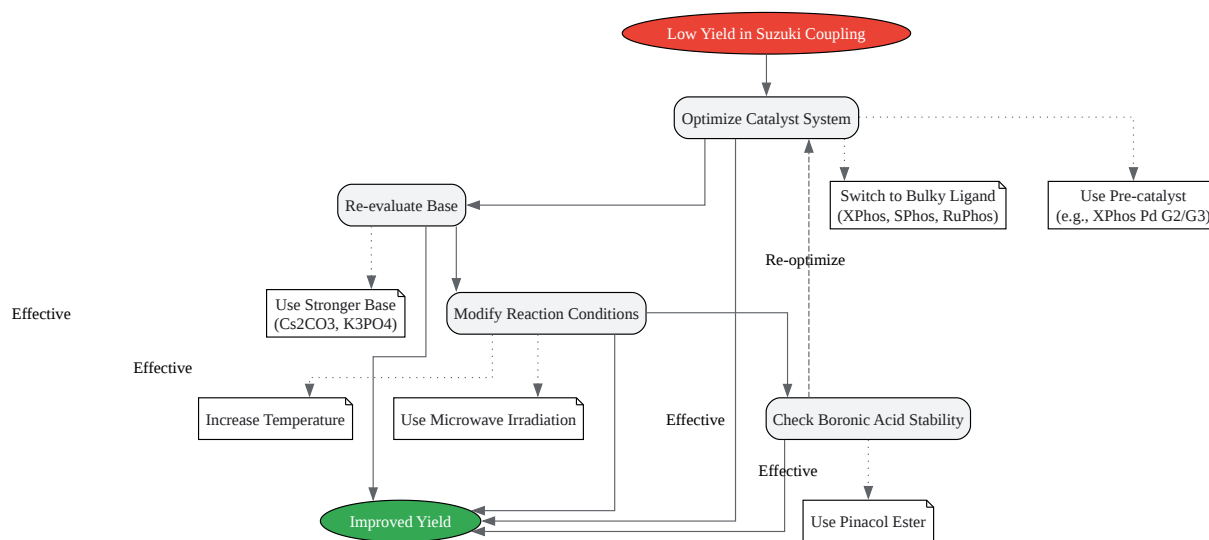 Low Yield in Suzuki Coupling
Optimize Catalyst System
Re-evaluate Base
Switch to Bulky Ligand
(XPhos, SPhos, RuPhos)
Use Pre-catalyst
(e.g., XPhos Pd G2/G3)
Re-optimize
Use Stronger Base
(Cs2CO3, K3PO4)
Modify Reaction Conditions
Effective
Effective
Increase Temperature
Use Microwave Irradiation
Effective
Check Boronic Acid Stability
Effective
Improved Yield
Use Pinacol Ester